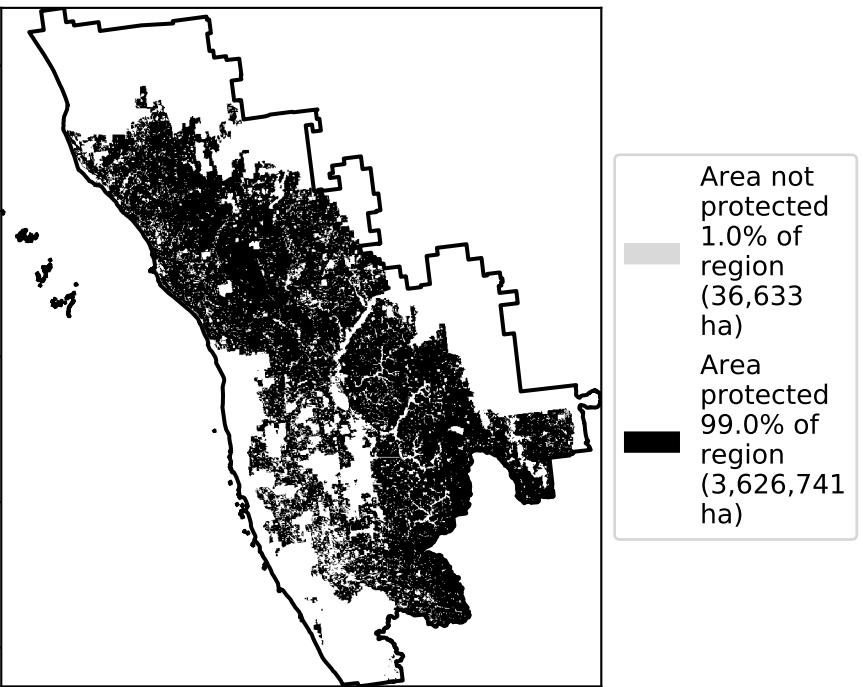 Area not
protected
1.0% of
region
(36,633
ha)
Area
protected
99.0% of
region
(3,626,741
ha)